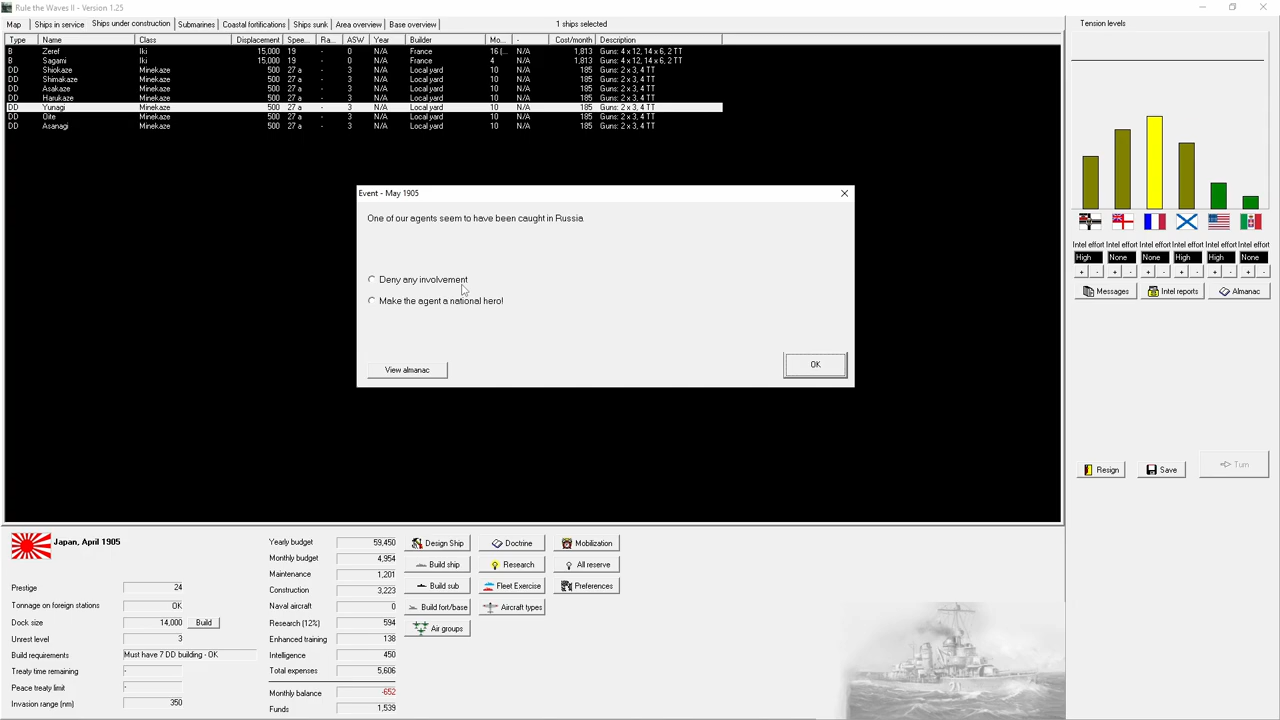 Rule the Waves II - Version 1.25
Map Ships in service Ships under construction Submarines Coastal fortifications Ships sunk Area overview Base overview 1 ships selected
Type Name Class Displacement Spee... Ra... ASW Year Builder Mo... - Cost/month Description
B Zeref Iki 15,000 19 - 0 N/A France 16 (... N/A 1,813 Guns: 4 x 12, 14 x 6, 2 TT
B Sagami Iki 15,000 19 - 0 N/A France 4 N/A 1,813 Guns: 4 x 12, 14 x 6, 2 TT
DD Shiokaze Minekaze 500 27 a - 3 N/A Local yard 10 N/A 185 Guns: 2 x 3, 4 TT
DD Shimakaze Minekaze 500 27 a - 3 N/A Local yard 10 N/A 185 Guns: 2 x 3, 4 TT
DD Asakaze Minekaze 500 27 a - 3 N/A Local yard 10 N/A 185 Guns: 2 x 3, 4 TT
DD Harukaze Minekaze 500 27 a - 3 N/A Local yard 10 N/A 185 Guns: 2 x 3, 4 TT
DD Yunagi Minekaze 500 27 a - 3 N/A Local yard 10 N/A 185 Guns: 2 x 3, 4 TT
DD Oite Minekaze 500 27 a - 3 N/A Local yard 10 N/A 185 Guns: 2 x 3, 4 TT
DD Asanagi Minekaze 500 27 a - 3 N/A Local yard 10 N/A 185 Guns: 2 x 3, 4 TT
Event - May 1905
One of our agents seem to have been caught in Russia
Deny any involvement
Make the agent a national hero!
View almanac
OK
Tension levels
Intel effort Intel effort Intel effort Intel effort Intel effort Intel effort
High None None High High None
+ - + - + - + - + - + -
Messages Intel reports Almanac
Resign Save Turn
Japan, April 1905
Prestige 24
Tonnage on foreign stations OK
Dock size 14,000 Build
Unrest level 3
Build requirements Must have 7 DD building - OK
Treaty time remaining -
Peace treaty limit -
Invasion range (nm) 350
Yearly budget 59,450
Monthly budget 4,954
Maintenance 1,201
Construction 3,223
Naval aircraft 0
Research (12%) 594
Enhanced training 138
Intelligence 450
Total expenses 5,606
Monthly balance -652
Funds 1,539
Design Ship Doctrine Mobilization
Build ship Research All reserve
Build sub Fleet Exercise Preferences
Build fort/base Aircraft types
Air groups